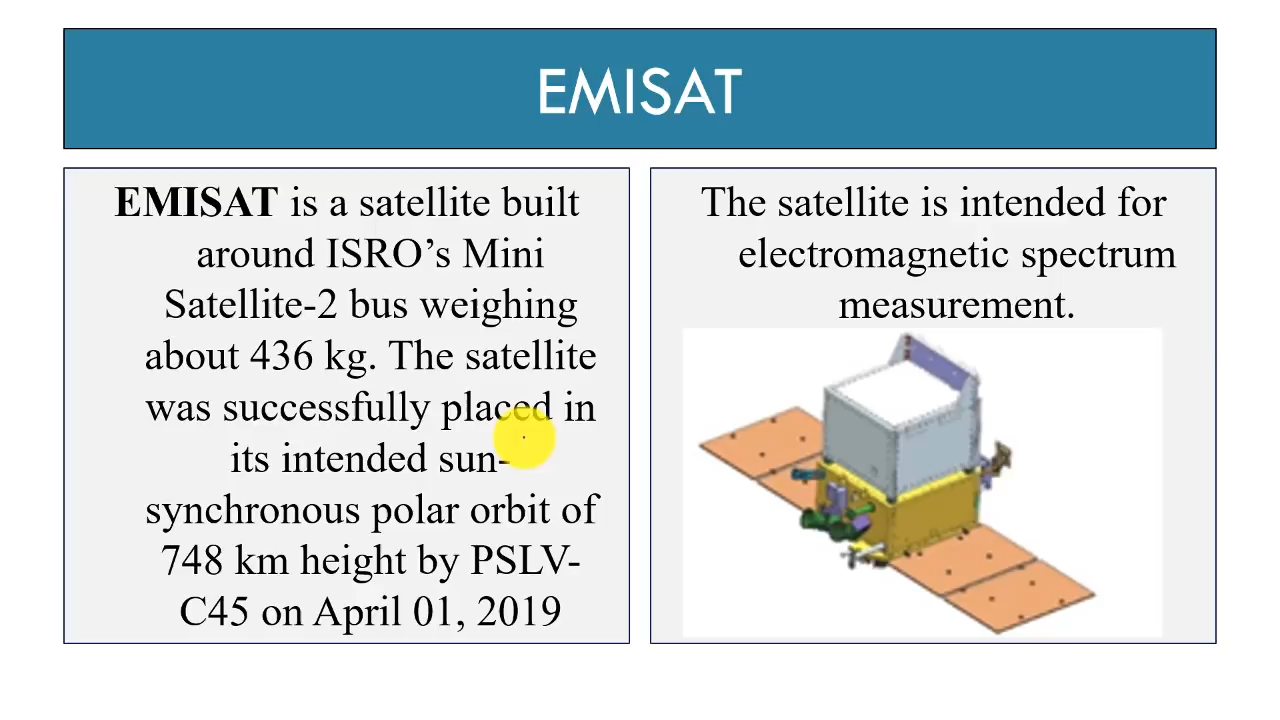 EMISAT
EMISAT is a satellite built
around ISRO’s Mini
Satellite-2 bus weighing
about 436 kg. The satellite
was successfully placed in
its intended sun-
synchronous polar orbit of
748 km height by PSLV-
C45 on April 01, 2019
The satellite is intended for
electromagnetic spectrum
measurement.